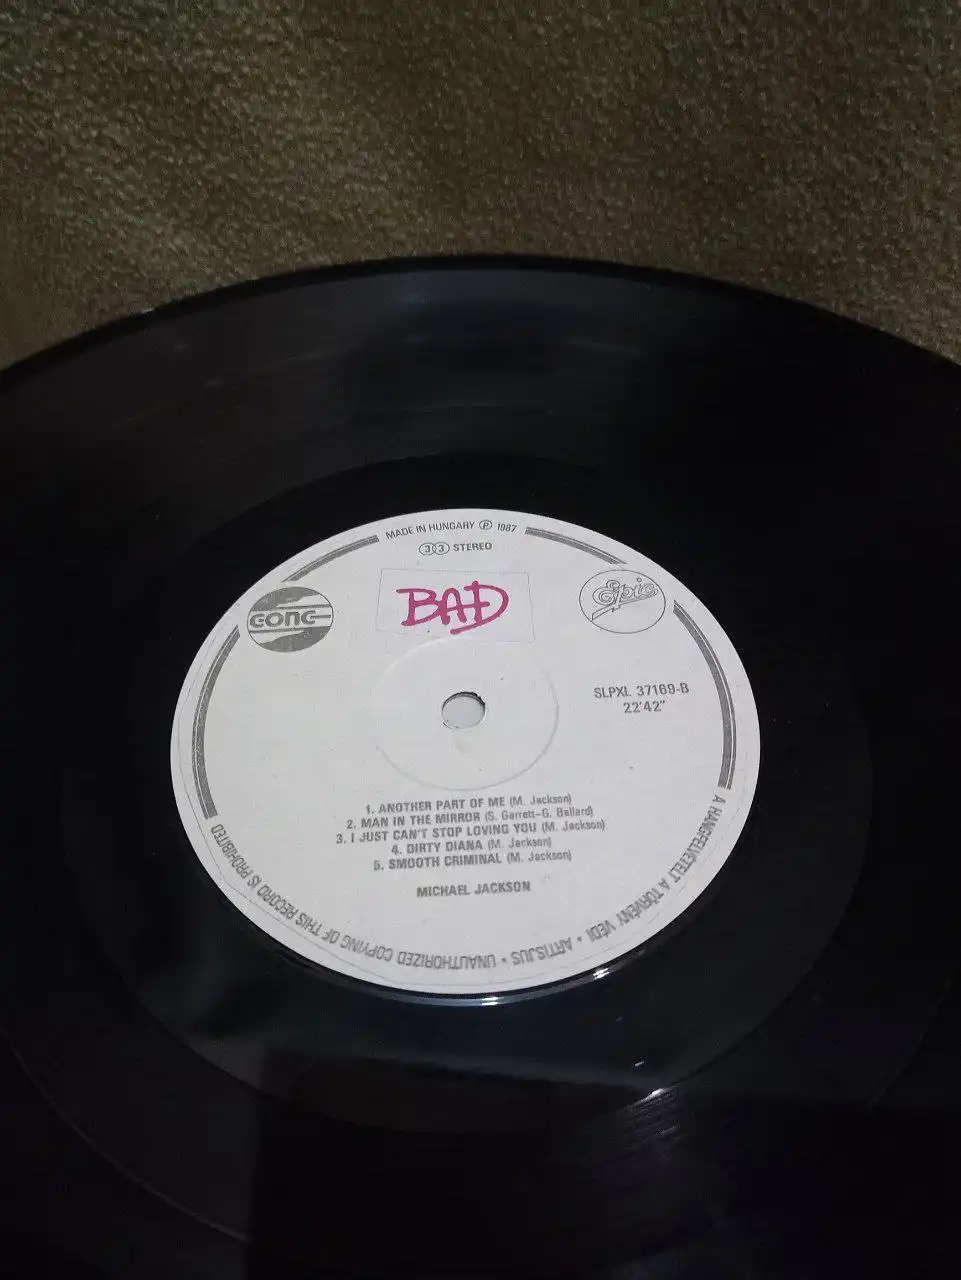 MADE IN HUNGARY Ⓟ 1987
33 STEREO
GONG
BAD
Epic
SLPXL 37169-B
22'42"
1. ANOTHER PART OF ME (M. Jackson)
2. MAN IN THE MIRROR (S. Garrett-G. Ballard)
3. I JUST CAN'T STOP LOVING YOU (M. Jackson)
4. DIRTY DIANA (M. Jackson)
5. SMOOTH CRIMINAL (M. Jackson)
MICHAEL JACKSON
A HANGFELVÉTELT A TÖRVÉNY VÉDI • ARTISJUS • UNAUTHORIZED COPYING OF THIS RECORD IS PROHIBITED